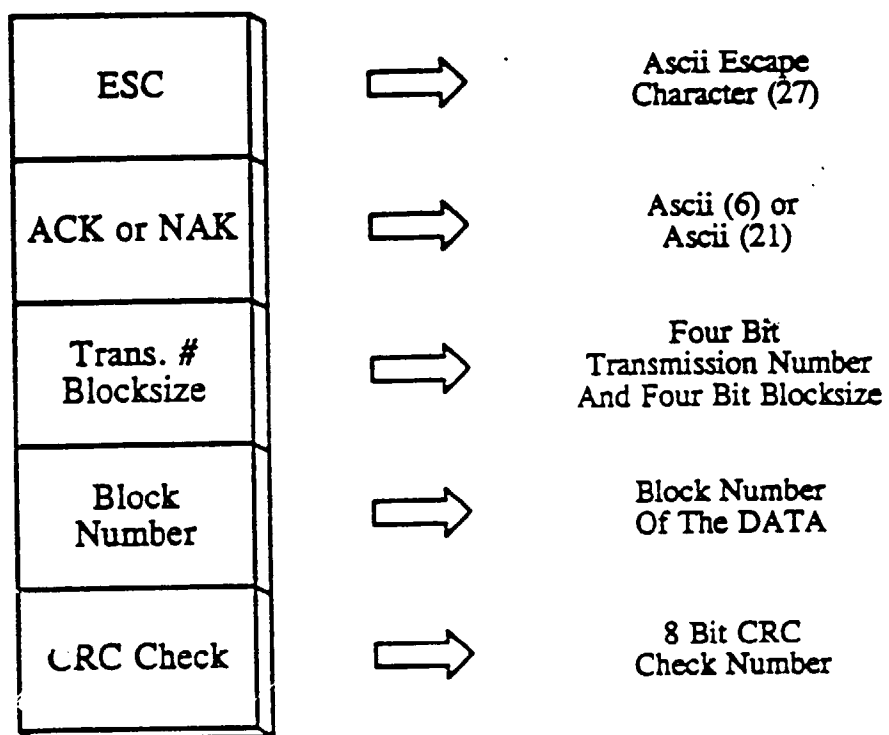 ESC
Ascii Escape
Character (27)
ACK or NAK
Ascii (6) or
Ascii (21)
Trans. #
Blocksize
Four Bit
Transmission Number
And Four Bit Blocksize
Block
Number
Block Number
Of The DATA
CRC Check
8 Bit CRC
Check Number